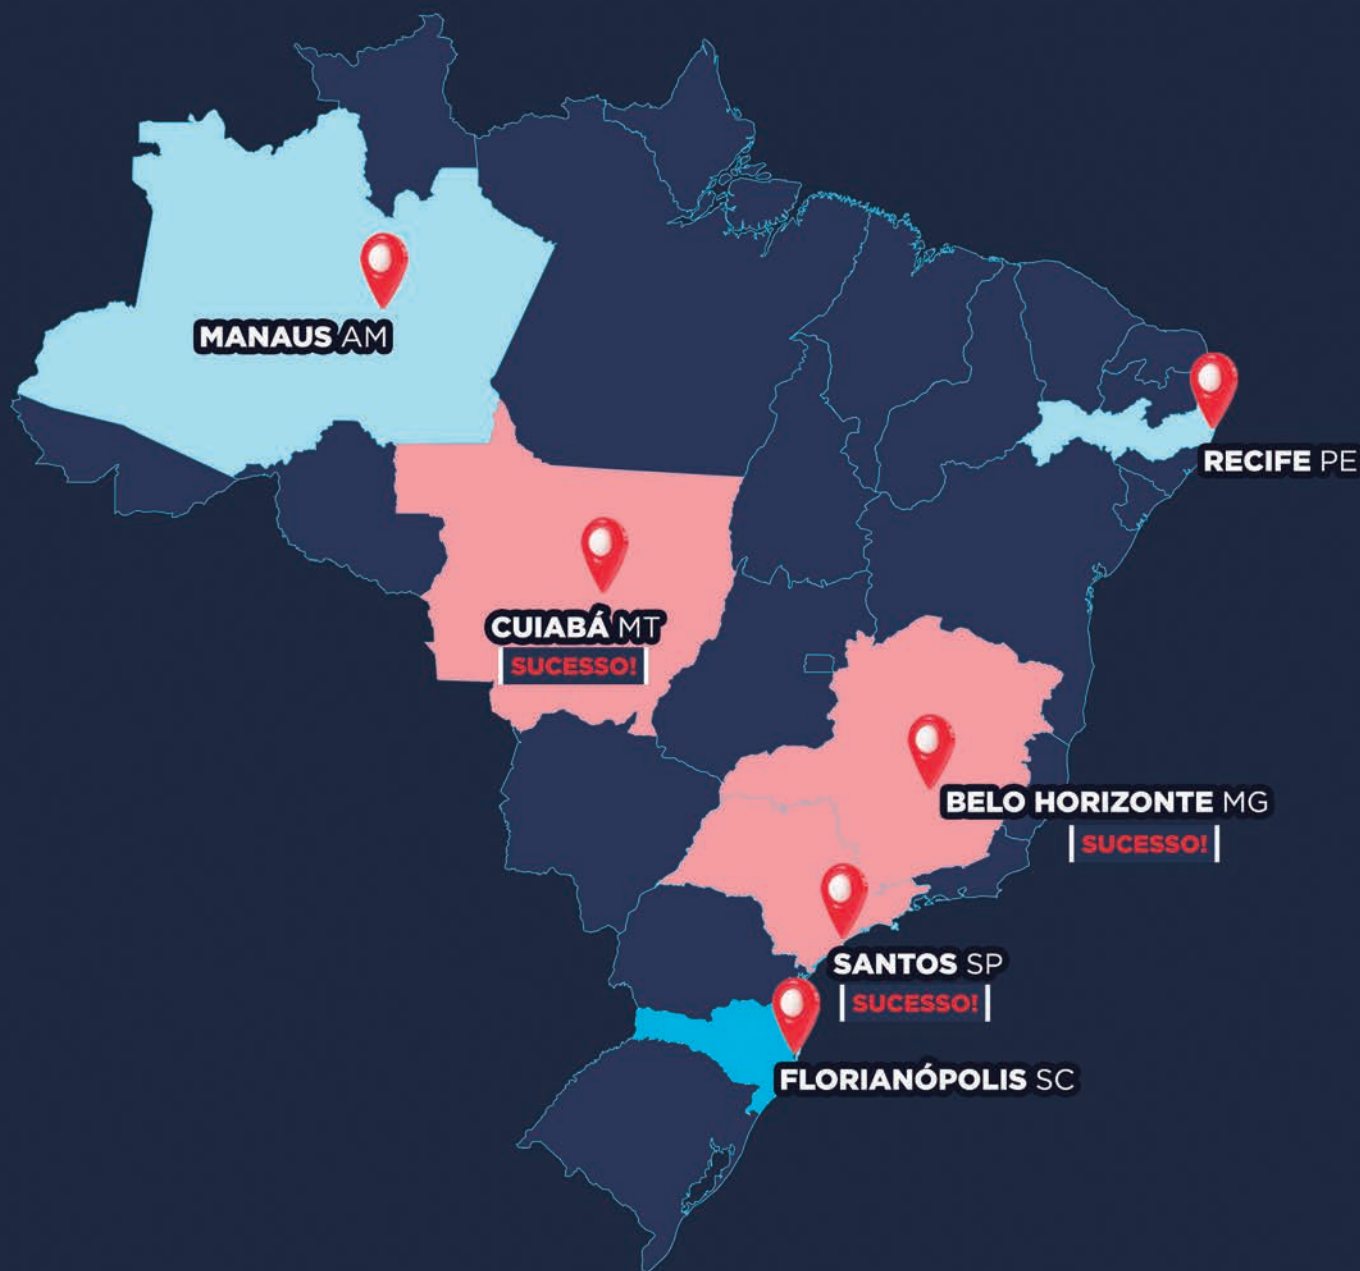 MANAUS AM
RECIFE PE
CUIABÁ MT
SUCESSO!
BELO HORIZONTE MG
SUCESSO!
SANTOS SP
SUCESSO!
FLORIANÓPOLIS SC